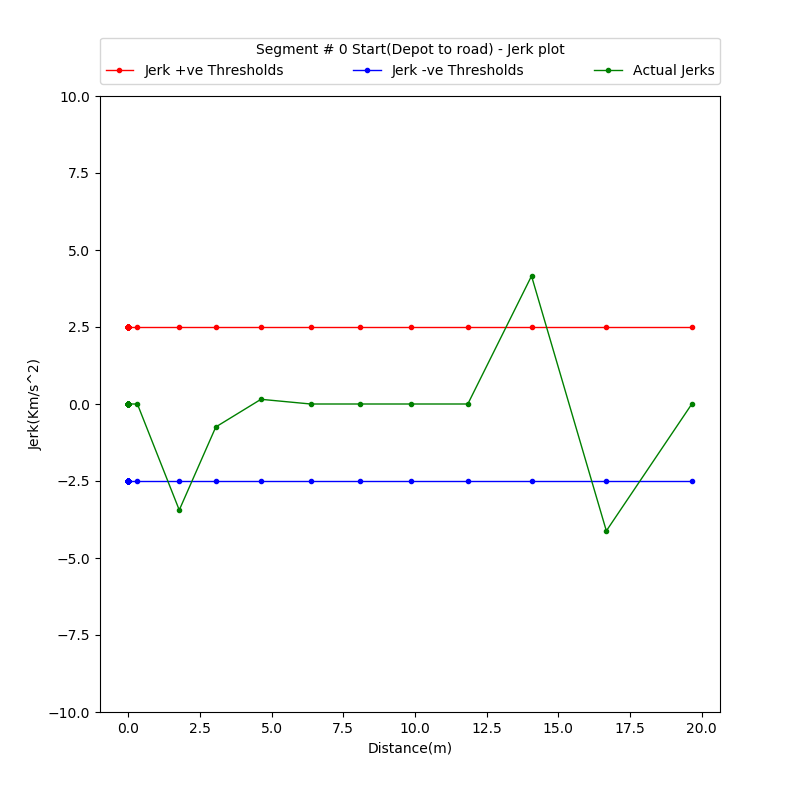 Segment # 0 Start(Depot to road) - Jerk plot
Jerk +ve Thresholds Jerk -ve Thresholds Actual Jerks
10.0
7.5
5.0
2.5
0.0
−2.5
−5.0
−7.5
−10.0
Jerk(Km/s^2)
0.0 2.5 5.0 7.5 10.0 12.5 15.0 17.5 20.0
Distance(m)